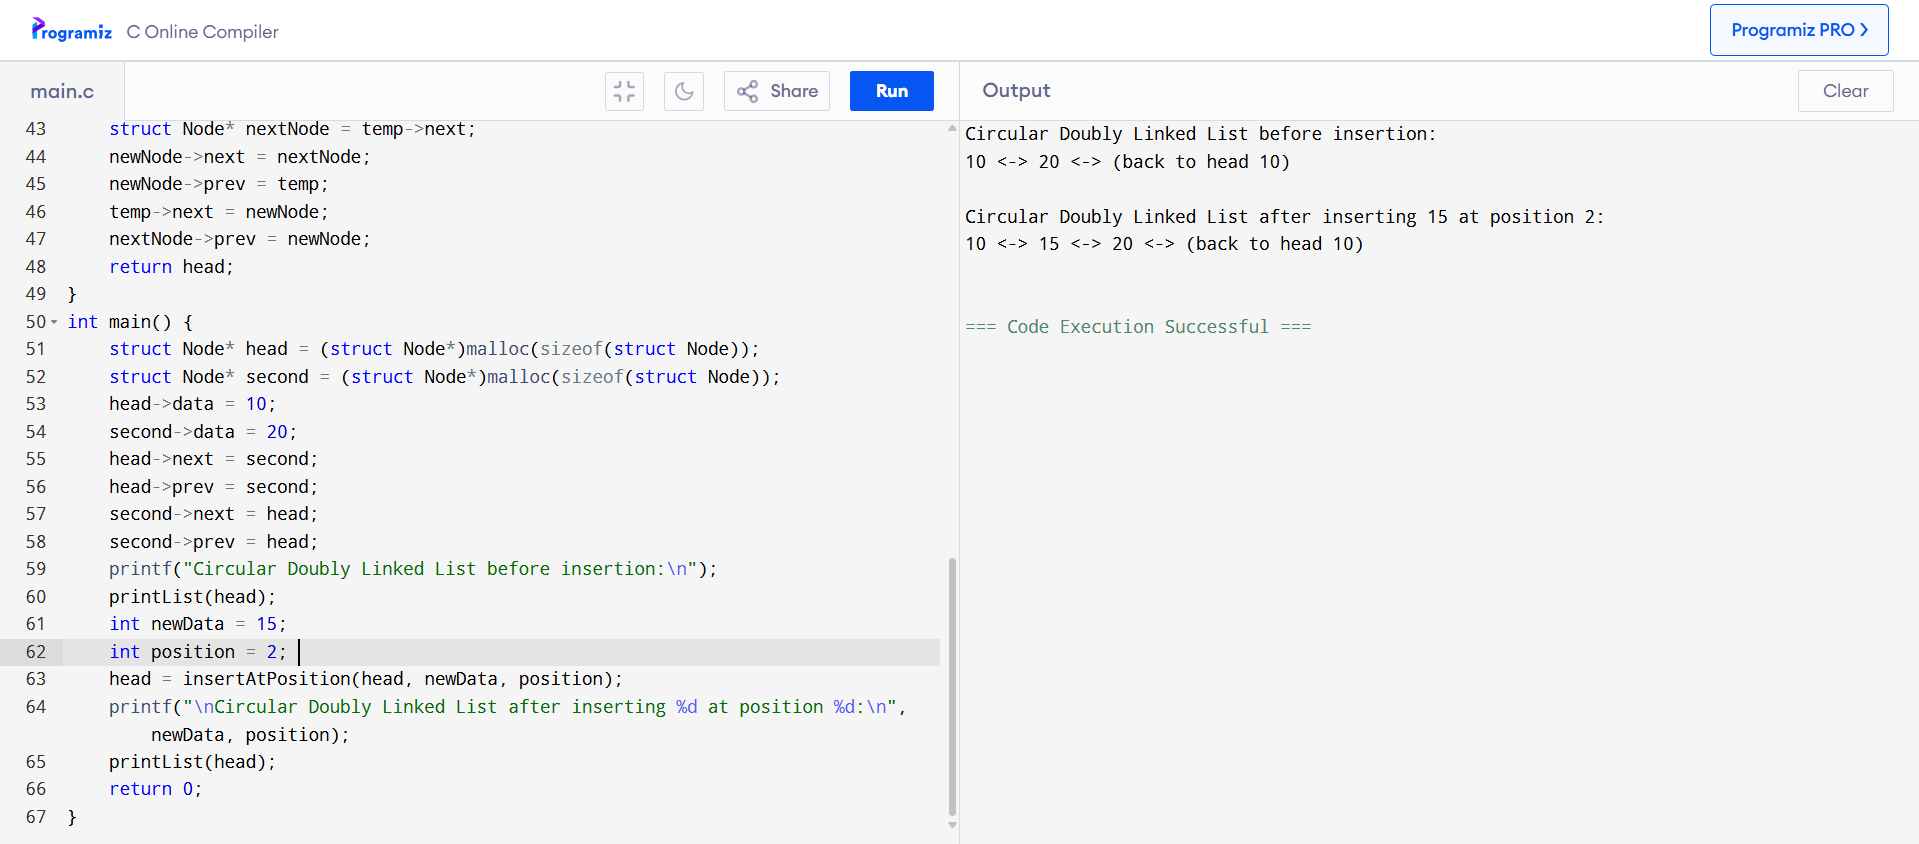 Programiz C Online Compiler
Programiz PRO >
main.c
Share
Run
43 struct Node* nextNode = temp->next;
44 newNode->next = nextNode;
45 newNode->prev = temp;
46 temp->next = newNode;
47 nextNode->prev = newNode;
48 return head;
49 }
50 int main() {
51 struct Node* head = (struct Node*)malloc(sizeof(struct Node));
52 struct Node* second = (struct Node*)malloc(sizeof(struct Node));
53 head->data = 10;
54 second->data = 20;
55 head->next = second;
56 head->prev = second;
57 second->next = head;
58 second->prev = head;
59 printf("Circular Doubly Linked List before insertion:\n");
60 printList(head);
61 int newData = 15;
62 int position = 2;
63 head = insertAtPosition(head, newData, position);
64 printf("\nCircular Doubly Linked List after inserting %d at position %d:\n",
newData, position);
65 printList(head);
66 return 0;
67 }
Output
Clear
Circular Doubly Linked List before insertion:
10 <-> 20 <-> (back to head 10)
Circular Doubly Linked List after inserting 15 at position 2:
10 <-> 15 <-> 20 <-> (back to head 10)
=== Code Execution Successful ===